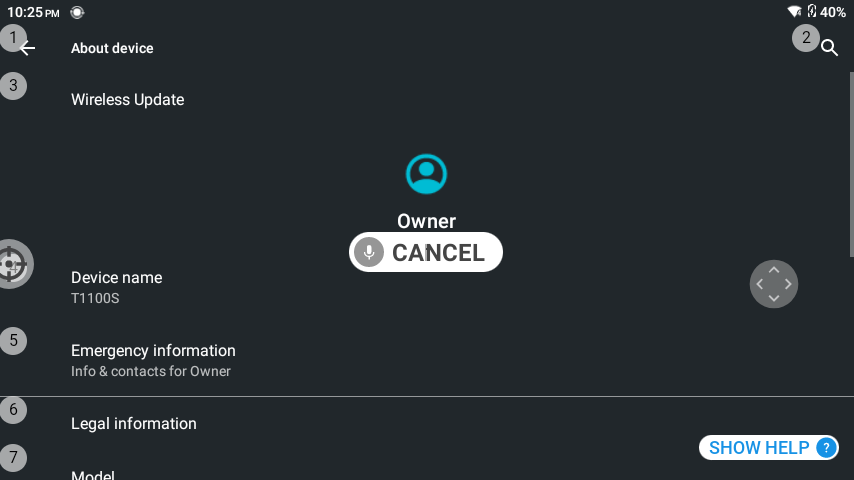 10:25 PM
40%
1
About device
2
3
Wireless Update
Owner
CANCEL
Device name
T1100S
5
Emergency information
Info & contacts for Owner
6
Legal information
SHOW HELP ?
7
Model